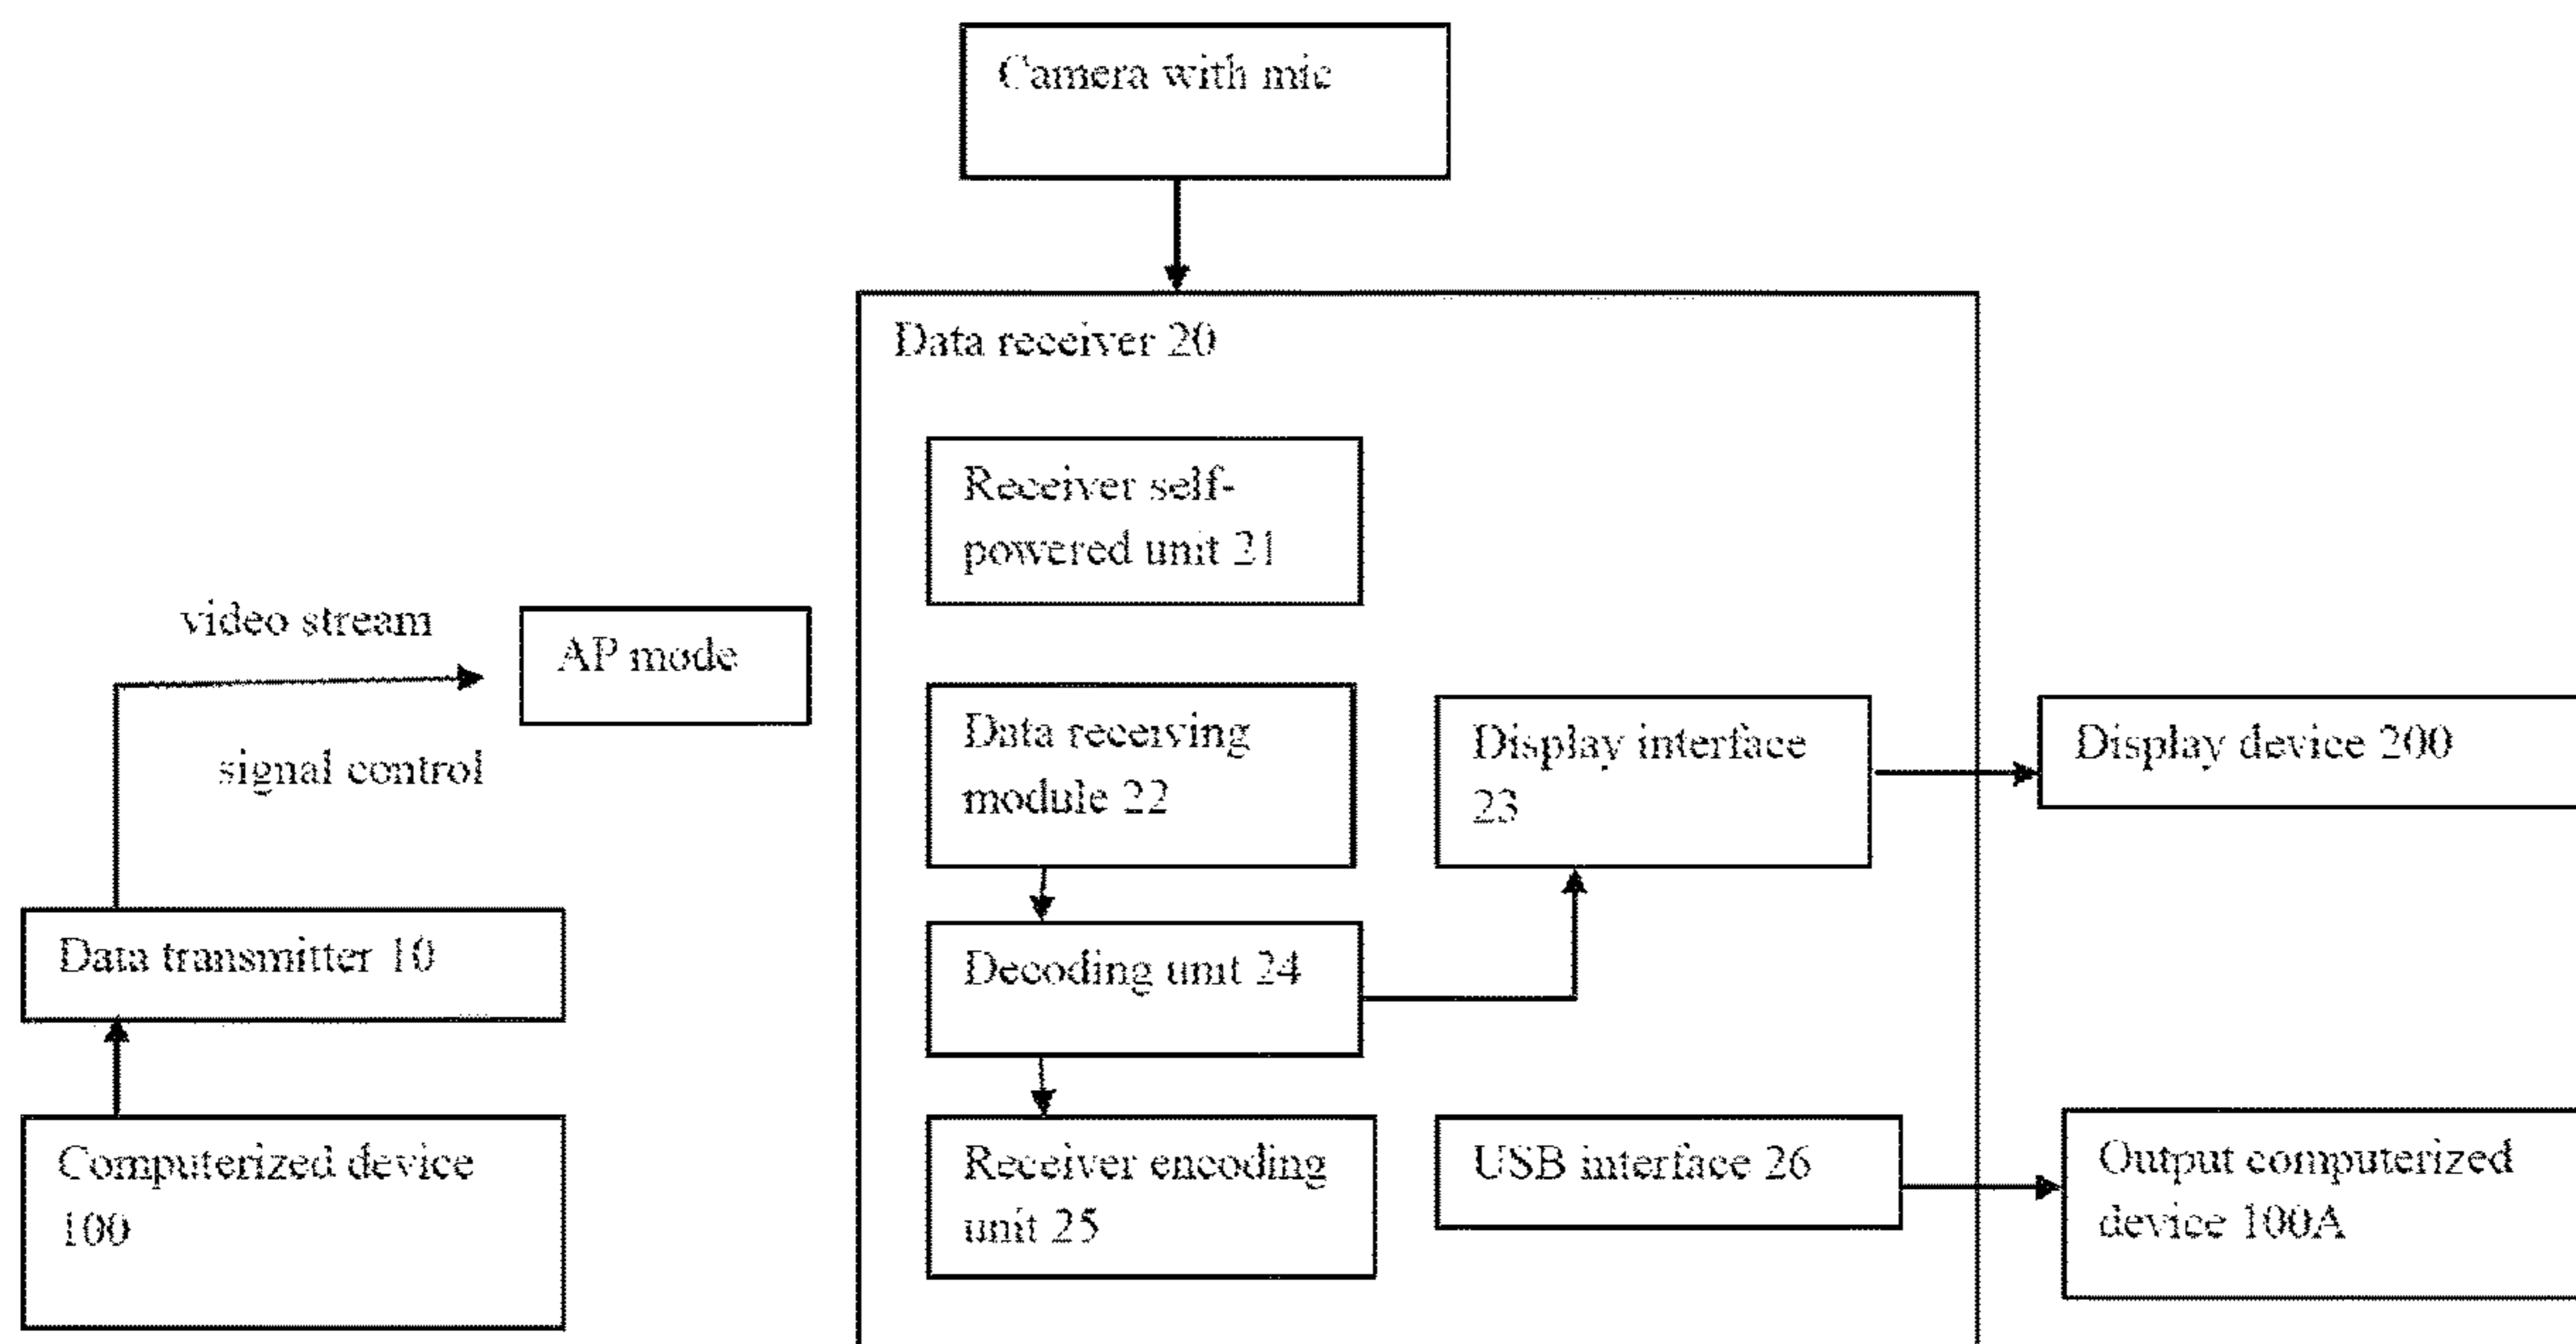 Camera with mic
Data receiver 20
Receiver self-
powered unit 21
video stream
AP mode
signal control
Data receiving
module 22
Display interface
23
Display device 200
Data transmitter 10
Decoding unit 24
Computerized device
100
Receiver encoding
unit 25
USB interface 26
Output computerized
device 100A